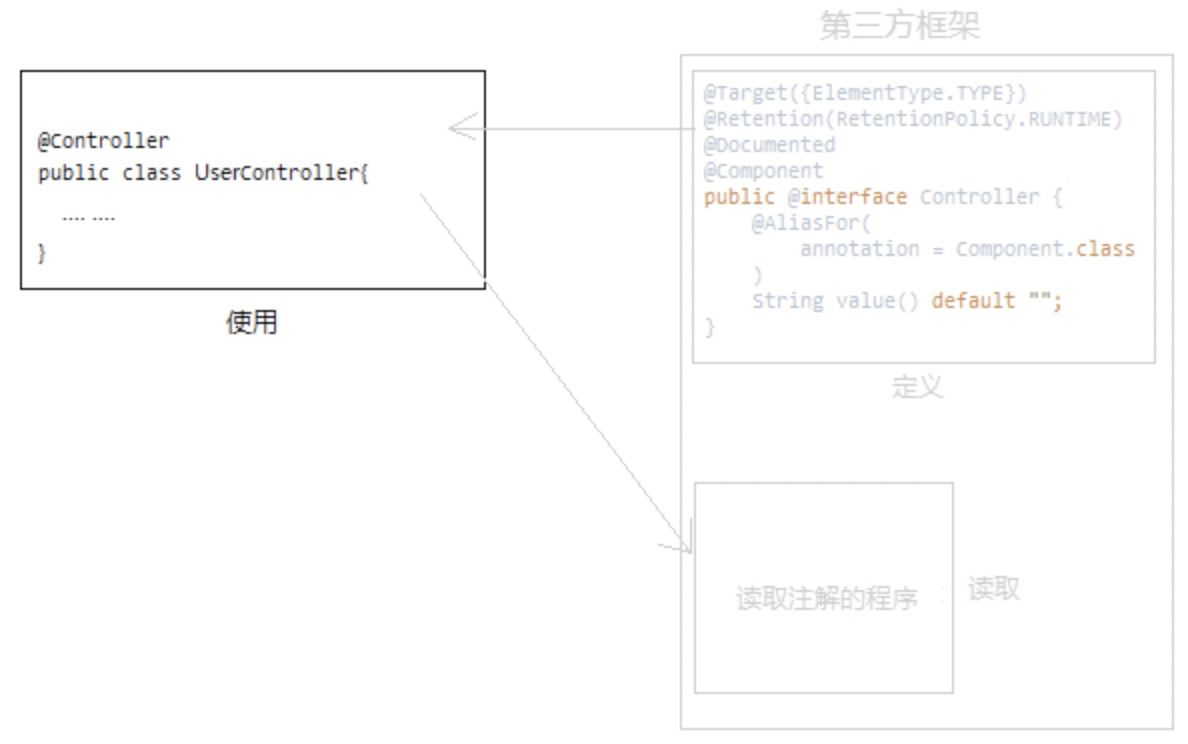 @Controller
public class UserController{
.... ....
}
使用
第三方框架
@Target({ElementType.TYPE})
@Retention(RetentionPolicy.RUNTIME)
@Documented
@Component
public @interface Controller {
@AliasFor(
annotation = Component.class
)
String value() default "";
}
定义
读取注解的程序
读取